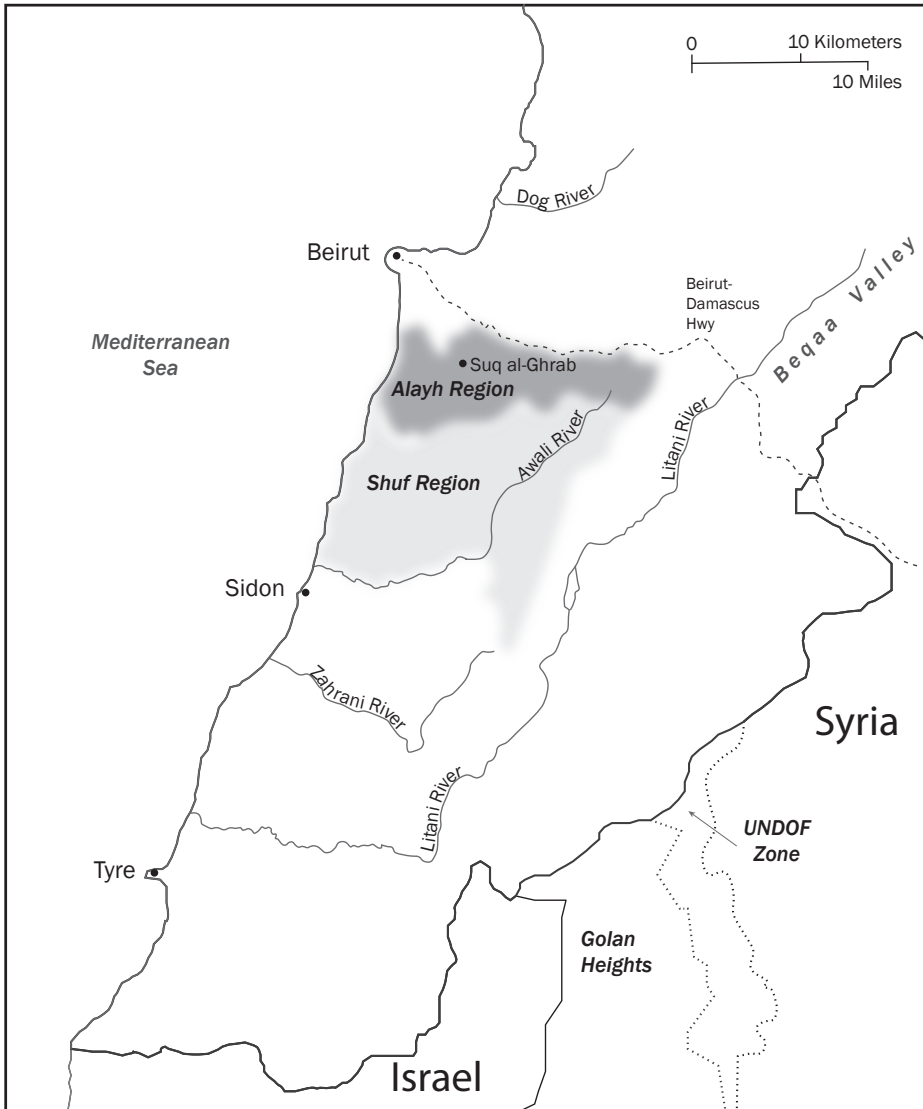 0
10 Kilometers
10 Miles
Dog River
Beirut
Beirut-
Damascus
Hwy
Beqaa Valley
Mediterranean
Sea
Suq al-Ghrab
Alayh Region
Awali River
Litani River
Shuf Region
Sidon
Zahrani River
Syria
Litani River
UNDOF
Zone
Tyre
Golan
Heights
Israel